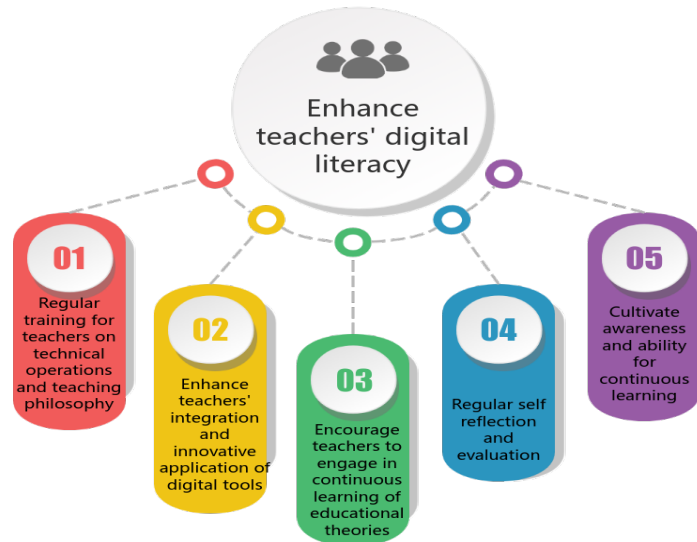 Enhance
teachers' digital
literacy
01
Regular
training for
teachers on
technical
operations
and teaching
philosophy
02
Enhance
teachers'
integration
and
innovative
application of
digital tools
03
Encourage
teachers to
engage in
continuous
learning of
educational
theories
04
Regular self
reflection
and
evaluation
05
Cultivate
awareness
and ability
for
continuous
learning